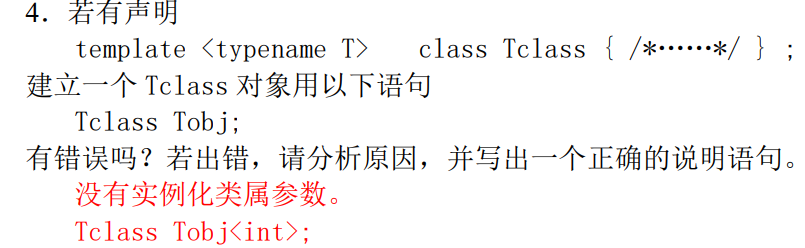 4．若有声明
template <typename T> class Tclass { /*……*/ } ;
建立一个 Tclass 对象用以下语句
Tclass Tobj;
有错误吗？若出错，请分析原因，并写出一个正确的说明语句。
没有实例化类属参数。
Tclass Tobj<int>;